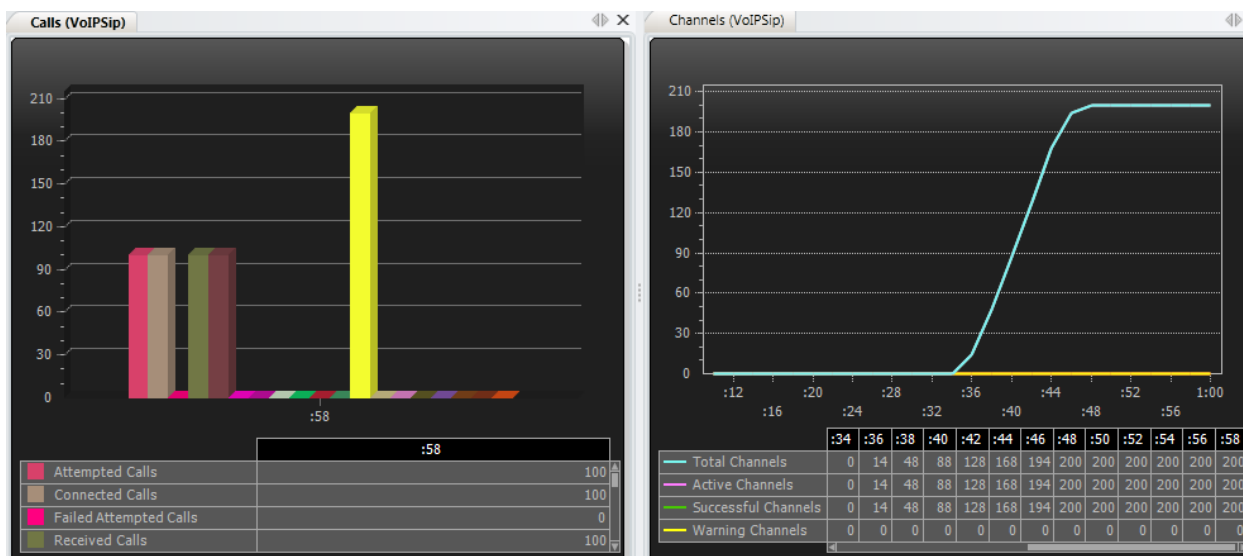 Calls (VoIPSip)
210
180
150
120
90
60
30
0
:58
:58
Attempted Calls 100
Connected Calls 100
Failed Attempted Calls 0
Received Calls 100
Channels (VoIPSip)
210
180
150
120
90
60
30
0
:12 :20 :28 :36 :44 :52 1:00
:16 :24 :32 :40 :48 :56
:34 :36 :38 :40 :42 :44 :46 :48 :50 :52 :54 :56 :58
Total Channels 0 14 48 88 128 168 194 200 200 200 200 200 200
Active Channels 0 14 48 88 128 168 194 200 200 200 200 200 200
Successful Channels 0 14 48 88 128 168 194 200 200 200 200 200 200
Warning Channels 0 0 0 0 0 0 0 0 0 0 0 0 0